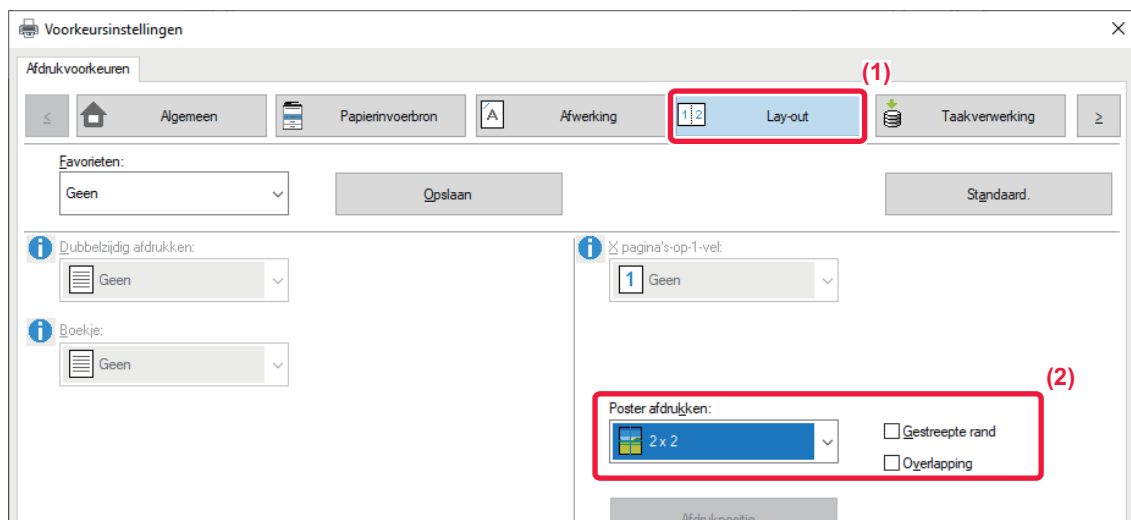 Voorkeursinstellingen
Afdrukvoorkeuren
(1)
≤ Algemeen Papierinvoerbron A Afwerking 1 2 Lay-out Taakverwerking ≥
Favorieten:
Geen Opslaan Standaard.
Dubbelzijdig afdrukken: X pagina's-op-1-vel:
Geen 1 Geen
Boekje:
Geen
(2)
Poster afdrukken:
2 x 2 Gestreepte rand
Overlapping
Afdrukpositie